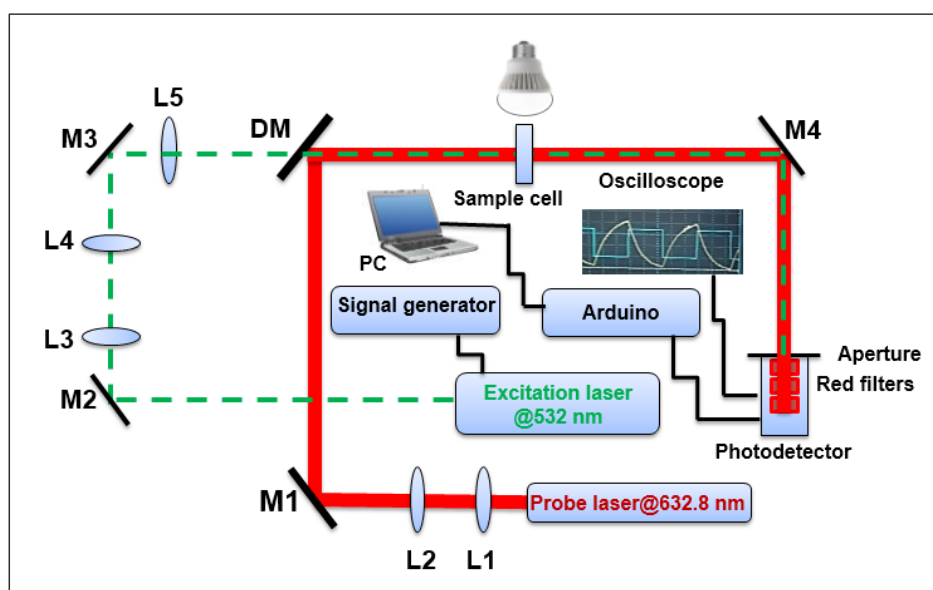 L5
M3
DM
M4
Sample cell
Oscilloscope
L4
PC
Signal generator
Arduino
L3
Aperture
Red filters
M2
Excitation laser
@532 nm
Photodetector
M1
Probe laser@632.8 nm
L2
L1